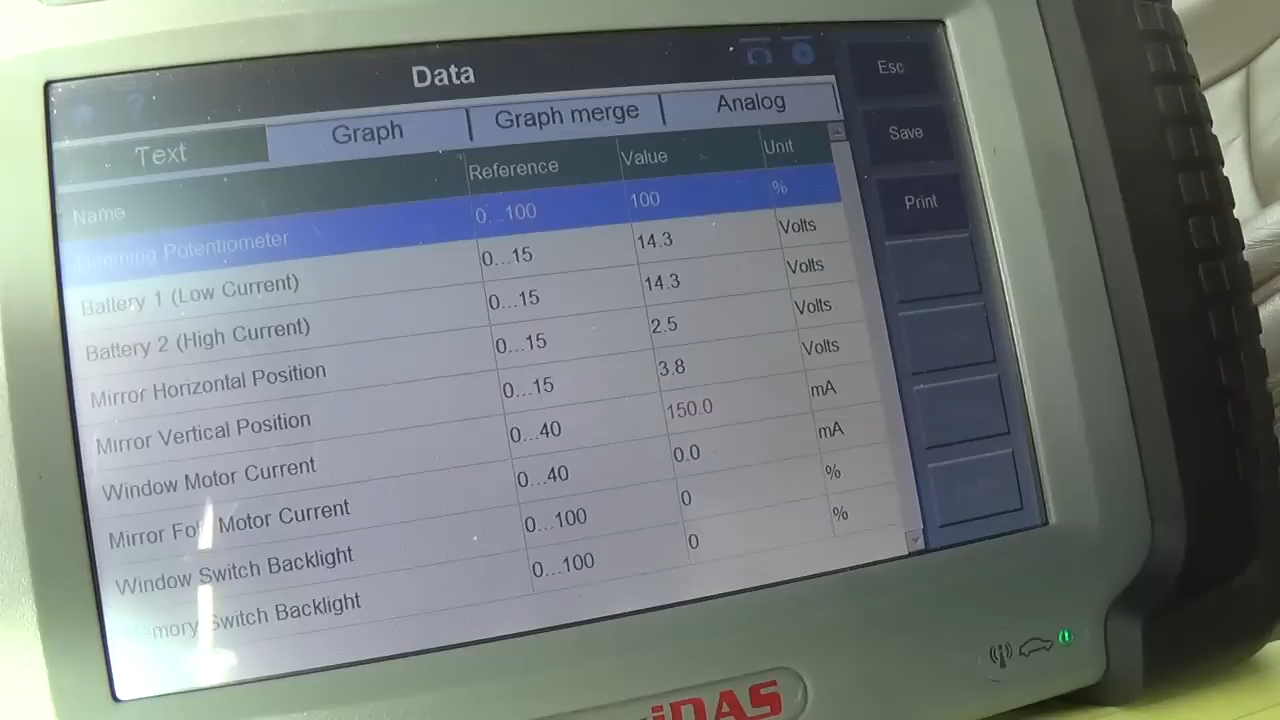 Data
Esc
Text Graph Graph merge Analog
Save
Name Reference Value Unit
Dimming Potentiometer 0...100 100 %
Print
Battery 1 (Low Current) 0...15 14.3 Volts
Battery 2 (High Current) 0...15 14.3 Volts
Mirror Horizontal Position 0...15 2.5 Volts
Mirror Vertical Position 0...15 3.8 Volts
Window Motor Current 0...40 150.0 mA
Mirror Fold Motor Current 0...40 0.0 mA
Window Switch Backlight 0...100 0 %
Memory Switch Backlight 0...100 0 %